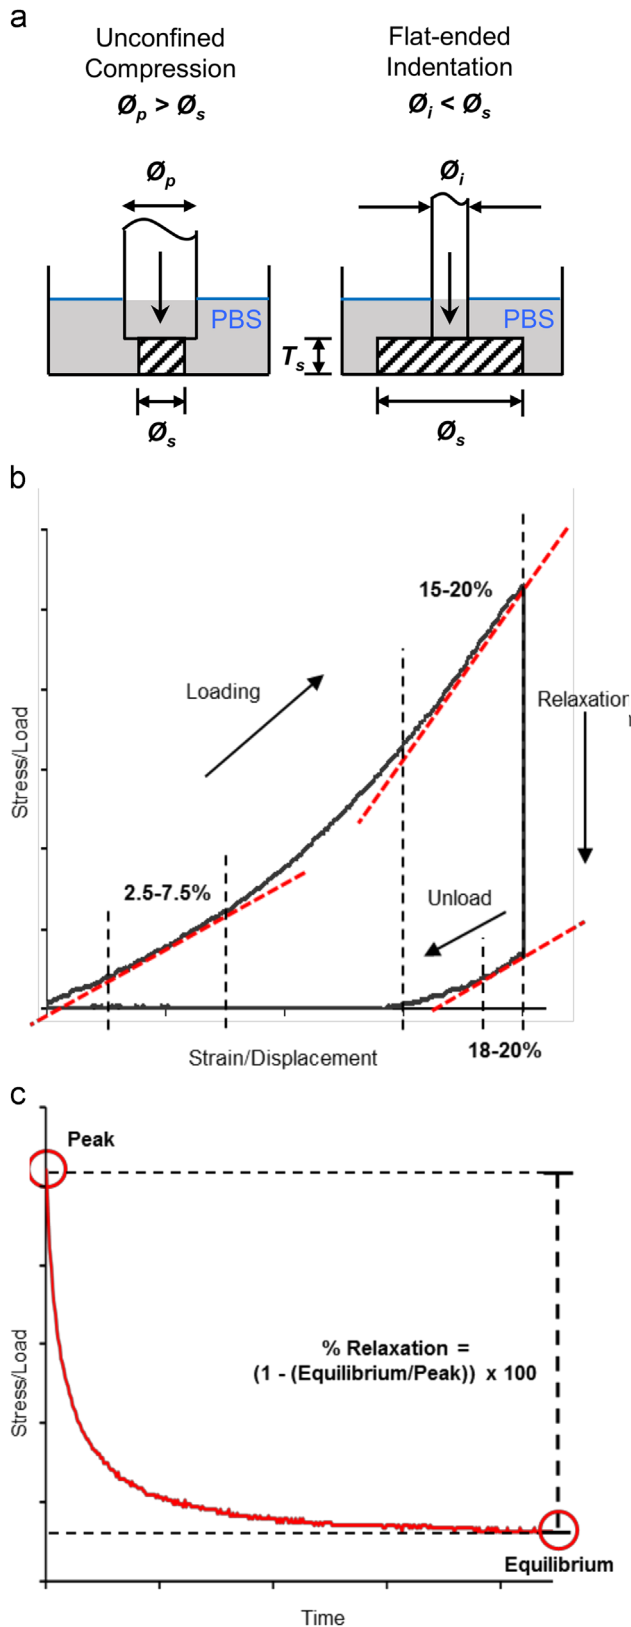 a
Unconfined
Compression
Øp > Øs
Flat-ended
Indentation
Øi < Øs
Øp
Øi
PBS
PBS
Ts
Øs
Øs
b
15-20%
Loading
Relaxation
Stress/Load
2.5-7.5%
Unload
Strain/Displacement
18-20%
c
Peak
% Relaxation =
(1 - (Equilibrium/Peak)) x 100
Stress/Load
Equilibrium
Time